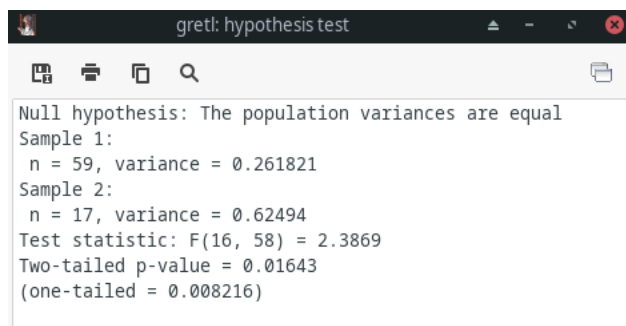 gretl: hypothesis test
Null hypothesis: The population variances are equal
Sample 1:
n = 59, variance = 0.261821
Sample 2:
n = 17, variance = 0.62494
Test statistic: F(16, 58) = 2.3869
Two-tailed p-value = 0.01643
(one-tailed = 0.008216)